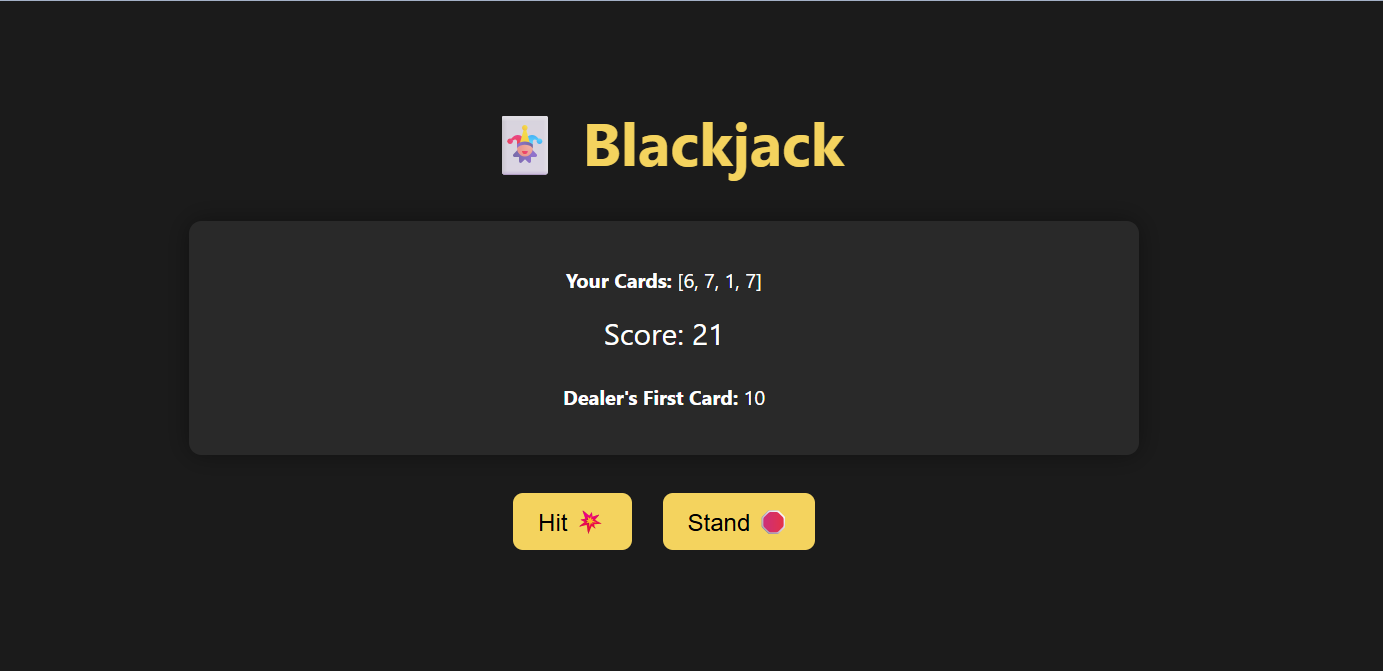 Blackjack
Your Cards: [6, 7, 1, 7]
Score: 21
Dealer's First Card: 10
Hit
Stand